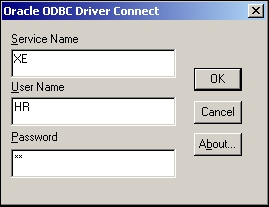 Oracle ODBC Driver Connect
Service Name
XE
OK
User Name
HR
Cancel
Password
**
About...